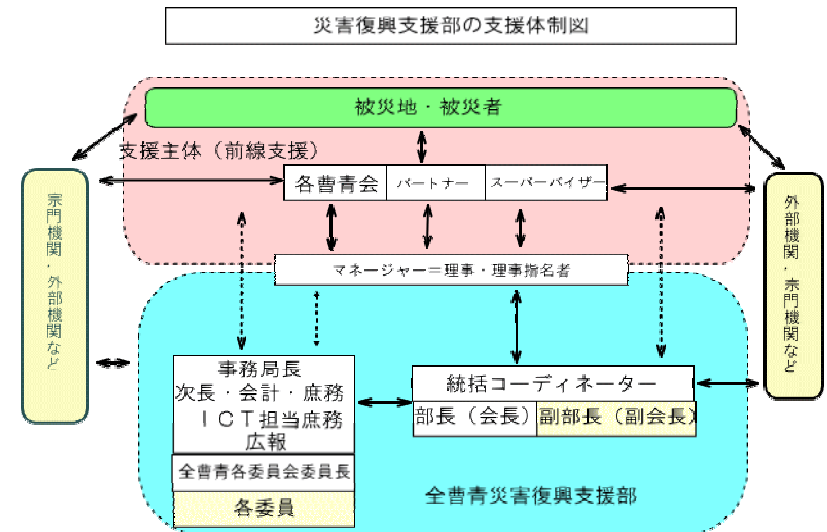 災害復興支援部の支援体制図
被災地・被災者
支援主体（前線支援）
各曹青会
パートナー
スーパーバイザー
宗門機関、外部機関など
外部機関、宗門機関など
マネージャー＝理事・理事指名者
事務局長
次長・会計・庶務
ＩＣＴ担当庶務
広報
全曹青各委員会委員長
各委員
統括コーディネーター
部長（会長）
副部長（副会長）
全曹青災害復興支援部